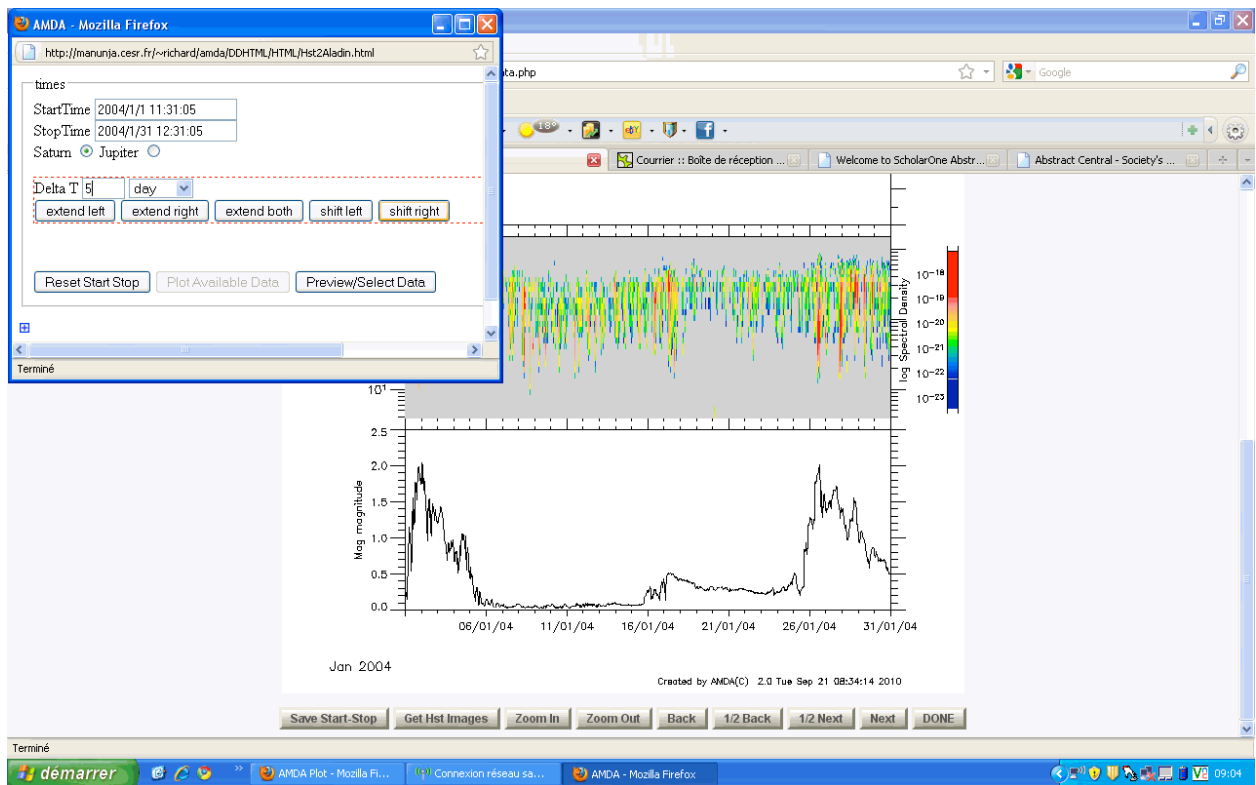 AMDA - Mozilla Firefox
http://manunja.cesr.fr/~richard/amda/DDHTML/HTML/Hst2Aladin.html
times
StartTime 2004/1/1 11:31:05
StopTime 2004/1/31 12:31:05
Saturn Jupiter
Delta T 5 day
extend left extend right extend both shift left shift right
Reset Start Stop Plot Available Data Preview/Select Data
Terminé
ta.php
Google
18°
Courrier :: Boîte de réception ... Welcome to ScholarOne Abstr... Abstract Central - Society's ...
10-18
10-19
10-20
10-21
10-22
10-23
log Spectral Density
10¹
2.5
2.0
1.5
1.0
0.5
0.0
Mag magnitude
06/01/04 11/01/04 16/01/04 21/01/04 26/01/04 31/01/04
Jan 2004
Created by AMDA(C) 2.0 Tue Sep 21 08:34:14 2010
Save Start-Stop Get Hst Images Zoom In Zoom Out Back 1/2 Back 1/2 Next Next DONE
Terminé
démarrer AMDA Plot - Mozilla Fi... Connexion réseau sa... AMDA - Mozilla Firefox 09:04